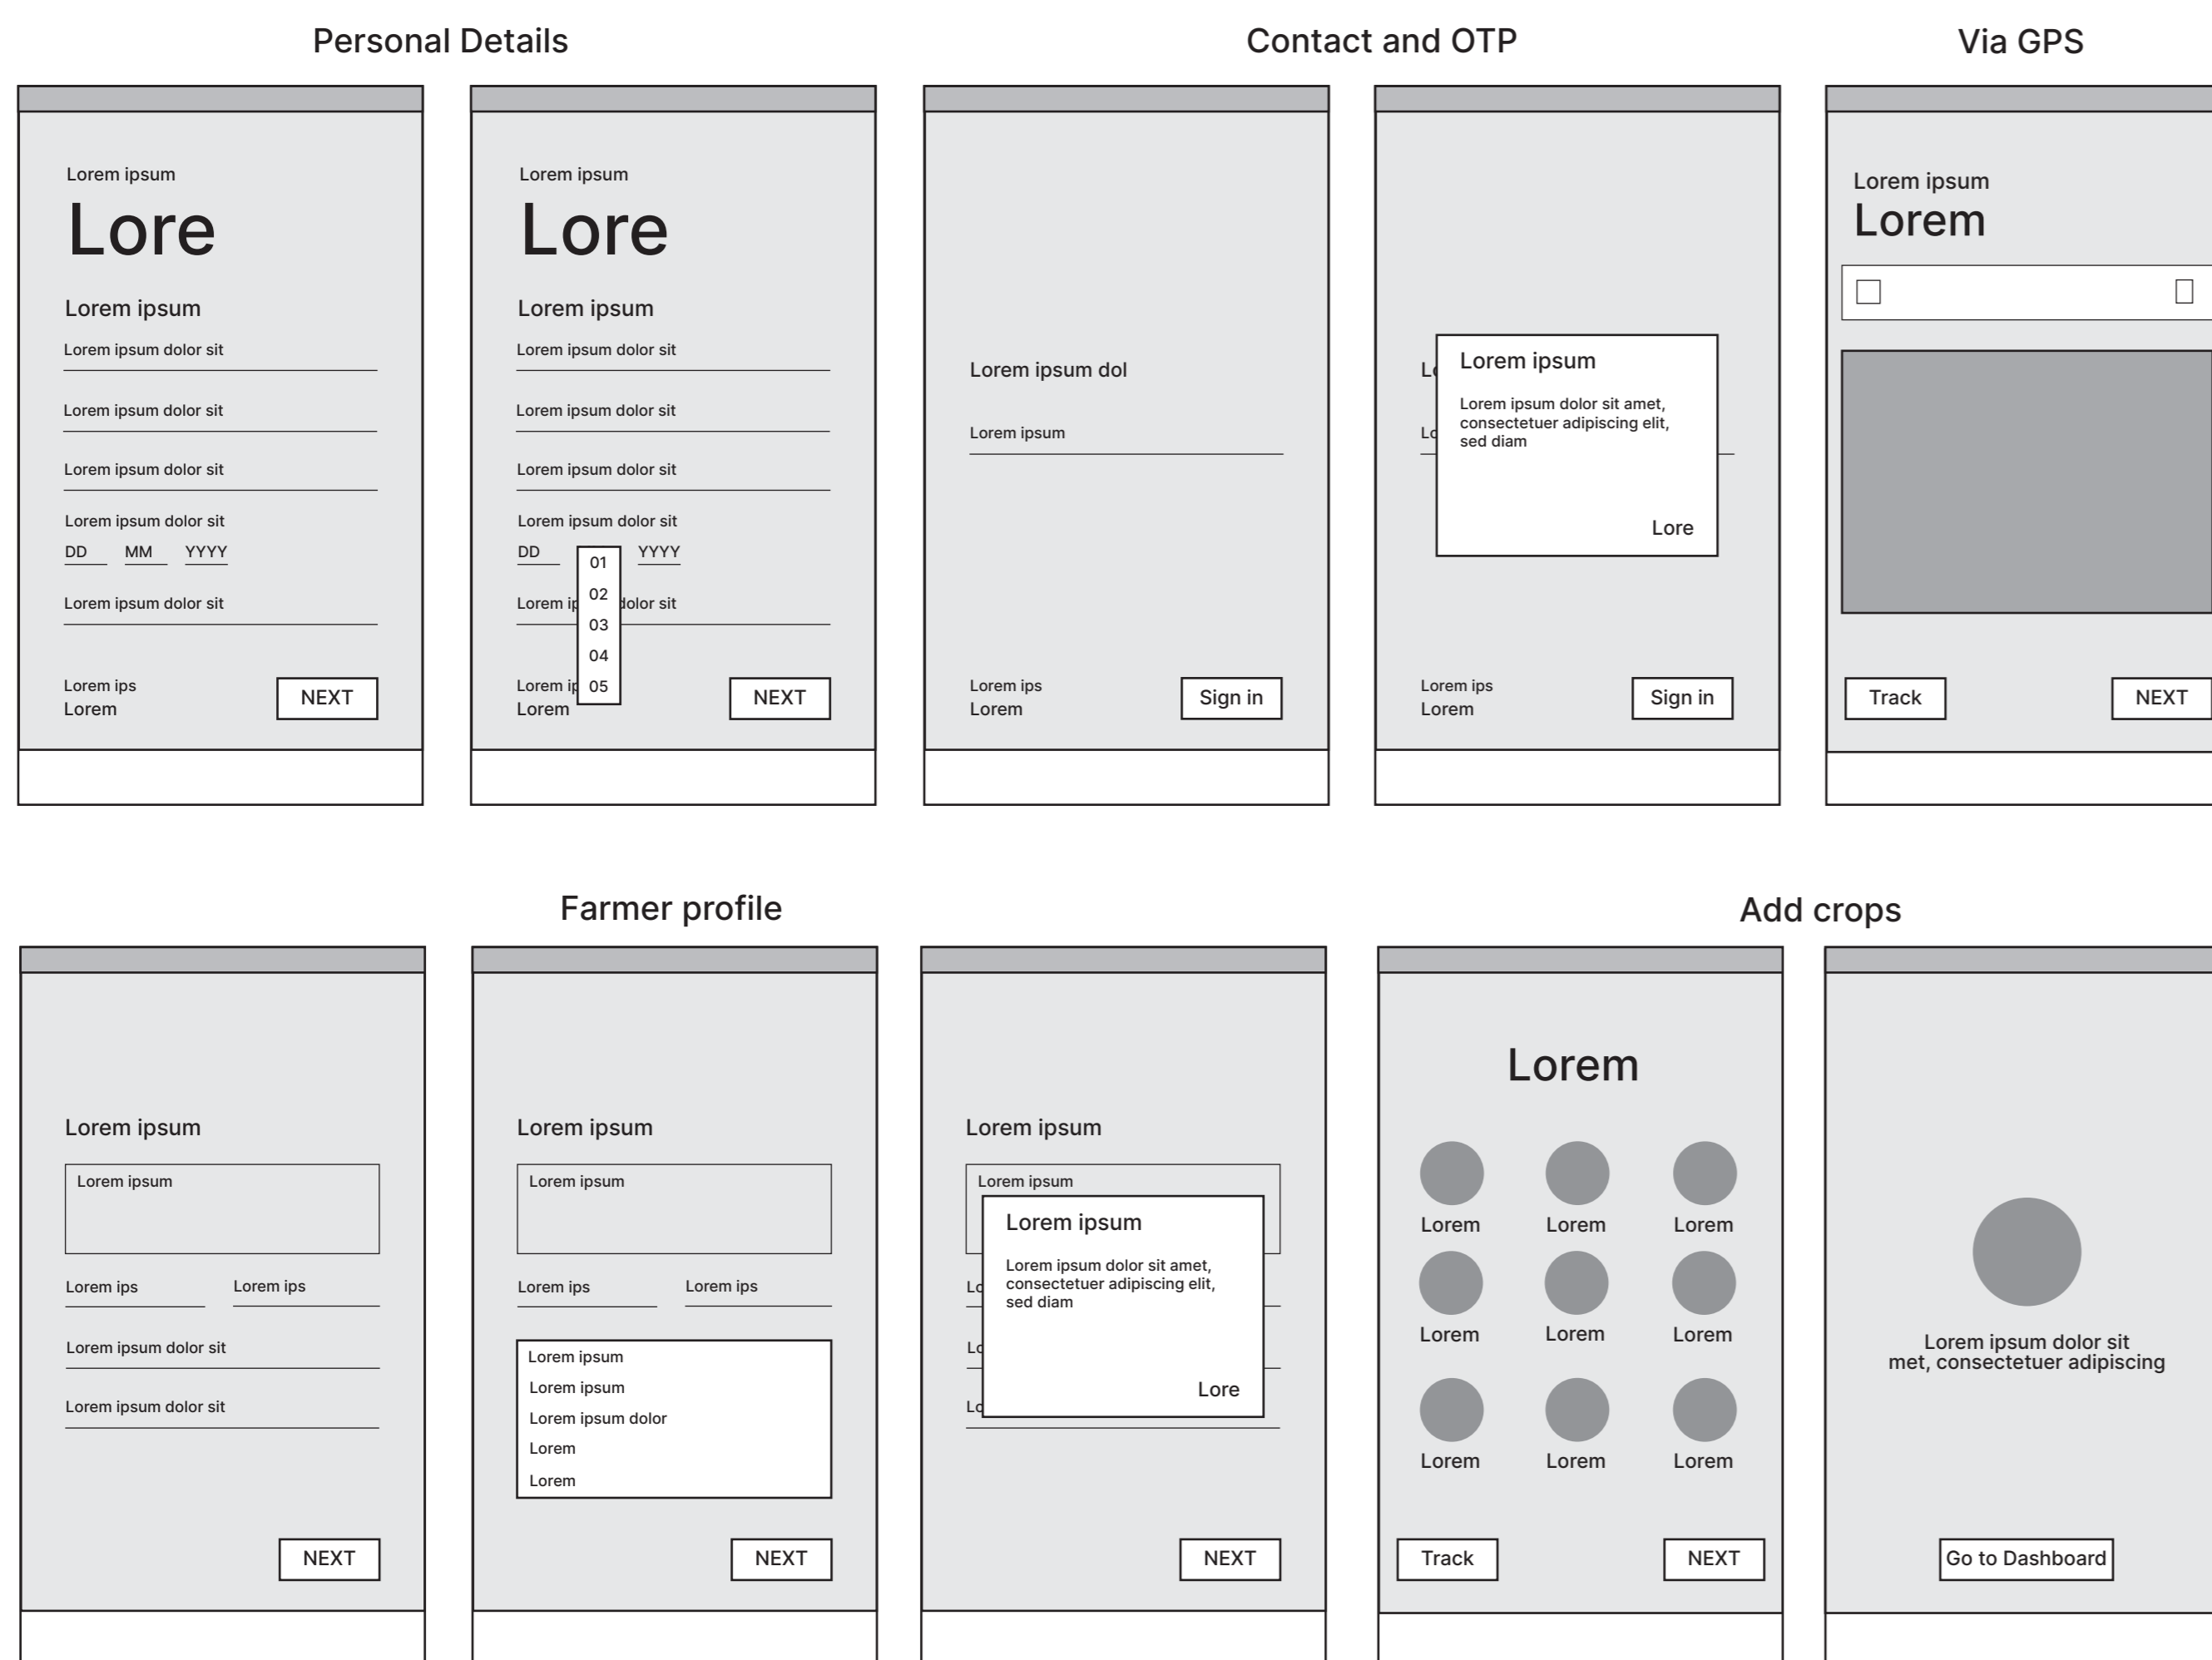 Personal Details
Contact and OTP
Via GPS
Lorem ipsum
Lore
Lorem ipsum
Lorem ipsum dolor sit
Lorem ipsum dolor sit
Lorem ipsum dolor sit
Lorem ipsum dolor sit
DD MM YYYY
Lorem ipsum dolor sit
Lorem ips
Lorem
NEXT
Lorem ipsum
Lore
Lorem ipsum
Lorem ipsum dolor sit
Lorem ipsum dolor sit
Lorem ipsum dolor sit
Lorem ipsum dolor sit
DD YYYY
01
02
03
04
05
Lorem ip dolor sit
Lorem ip
Lorem
NEXT
Lorem ipsum dol
Lorem ipsum
Lorem ips
Lorem
Sign in
Lo
Lo
Lorem ipsum
Lorem ipsum dolor sit amet,
consectetuer adipiscing elit,
sed diam
Lore
Lorem ips
Lorem
Sign in
Lorem ipsum
Lorem
Track
NEXT
Farmer profile
Add crops
Lorem ipsum
Lorem ipsum
Lorem ips Lorem ips
Lorem ipsum dolor sit
Lorem ipsum dolor sit
NEXT
Lorem ipsum
Lorem ipsum
Lorem ips Lorem ips
Lorem ipsum
Lorem ipsum
Lorem ipsum dolor
Lorem
Lorem
NEXT
Lorem ipsum
Lorem ipsum
Lo
Lo
Lo
Lorem ipsum
Lorem ipsum dolor sit amet,
consectetuer adipiscing elit,
sed diam
Lore
NEXT
Lorem
Lorem Lorem Lorem
Lorem Lorem Lorem
Lorem Lorem Lorem
Track
NEXT
Lorem ipsum dolor sit
met, consectetuer adipiscing
Go to Dashboard